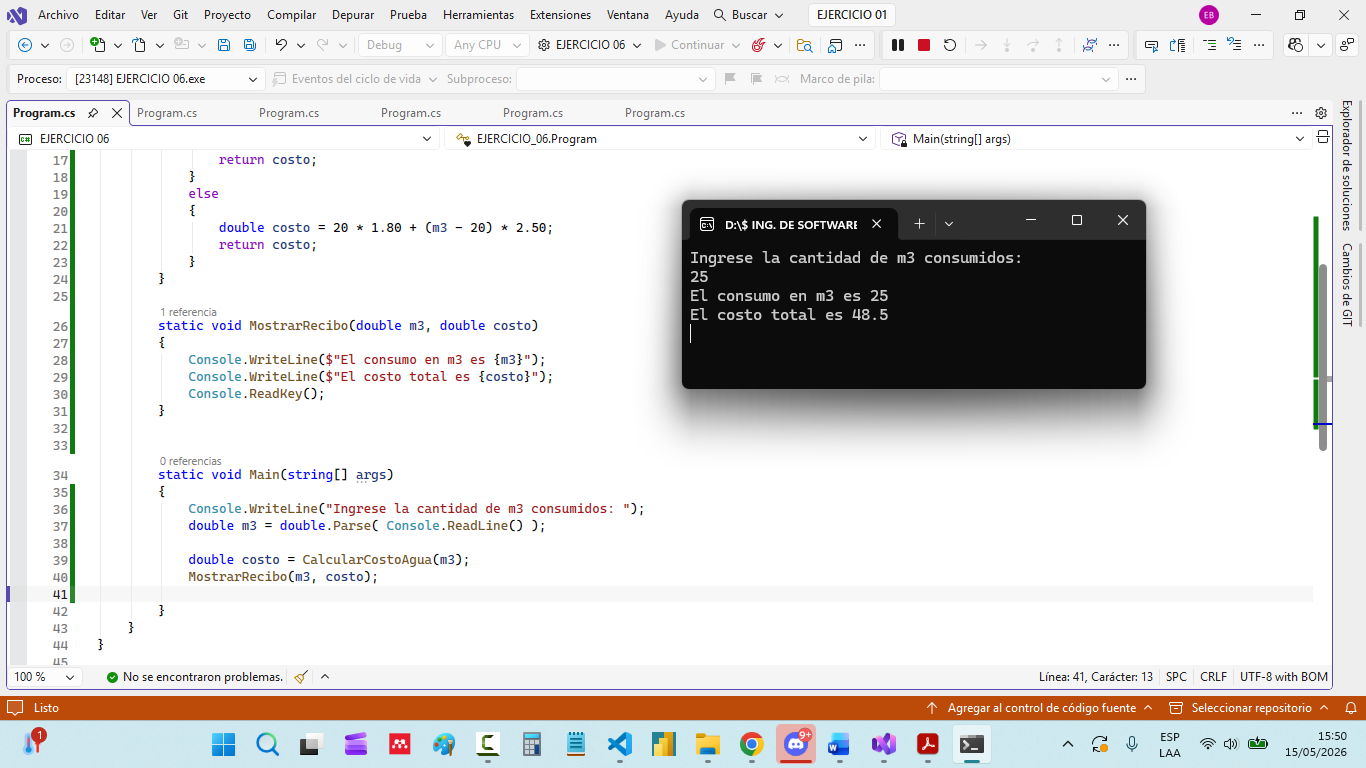 Archivo Editar Ver Git Proyecto Compilar Depurar Prueba Herramientas Extensiones Ventana Ayuda Buscar EJERCICIO 01 EB
Debug Any CPU EJERCICIO 06 Continuar
Proceso: [23148] EJERCICIO 06.exe Eventos del ciclo de vida Subproceso: Marco de pila:
Program.cs Program.cs Program.cs Program.cs Program.cs Program.cs
EJERCICIO 06 EJERCICIO_06.Program Main(string[] args)
17 return costo;
18 }
19 else
20 {
21 double costo = 20 * 1.80 + (m3 - 20) * 2.50;
22 return costo;
23 }
24 }
25
1 referencia
26 static void MostrarRecibo(double m3, double costo)
27 {
28 Console.WriteLine($"El consumo en m3 es {m3}");
29 Console.WriteLine($"El costo total es {costo}");
30 Console.ReadKey();
31 }
32
33
0 referencias
34 static void Main(string[] args)
35 {
36 Console.WriteLine("Ingrese la cantidad de m3 consumidos: ");
37 double m3 = double.Parse( Console.ReadLine() );
38
39 double costo = CalcularCostoAgua(m3);
40 MostrarRecibo(m3, costo);
41
42 }
43 }
44 }
45
D:\$ ING. DE SOFTWARE
Ingrese la cantidad de m3 consumidos:
25
El consumo en m3 es 25
El costo total es 48.5
Explorador de soluciones
Cambios de GIT
100 % No se encontraron problemas. Línea: 41, Carácter: 13 SPC CRLF UTF-8 with BOM
Listo Agregar al control de código fuente Seleccionar repositorio
1 9+ ESP 15:50
LAA 15/05/2026